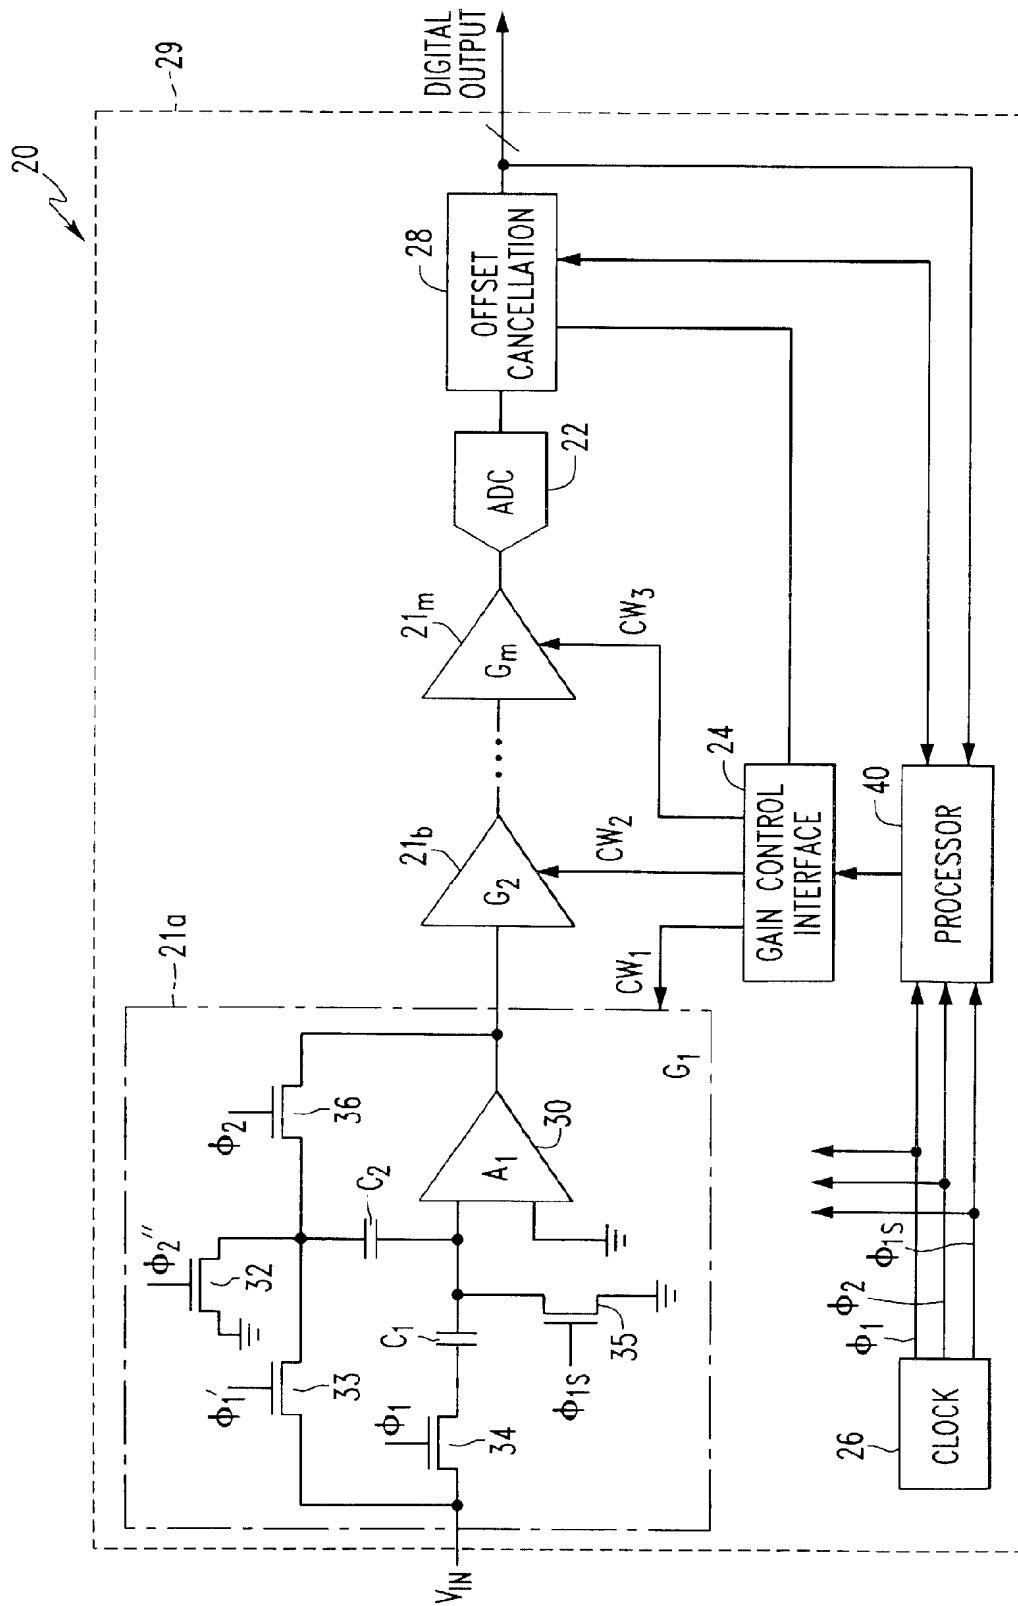 20
29
21a
VIN
Φ1'
33
Φ2''
32
Φ2
36
Φ1
34
C1
C2
Φ1S
35
A1
30
G1
21b
G2
21m
Gm
ADC
22
28
OFFSET
CANCELLATION
DIGITAL
OUTPUT
CW1
CW2
CW3
24
GAIN CONTROL
INTERFACE
40
PROCESSOR
26
CLOCK
Φ1
Φ2
Φ1S